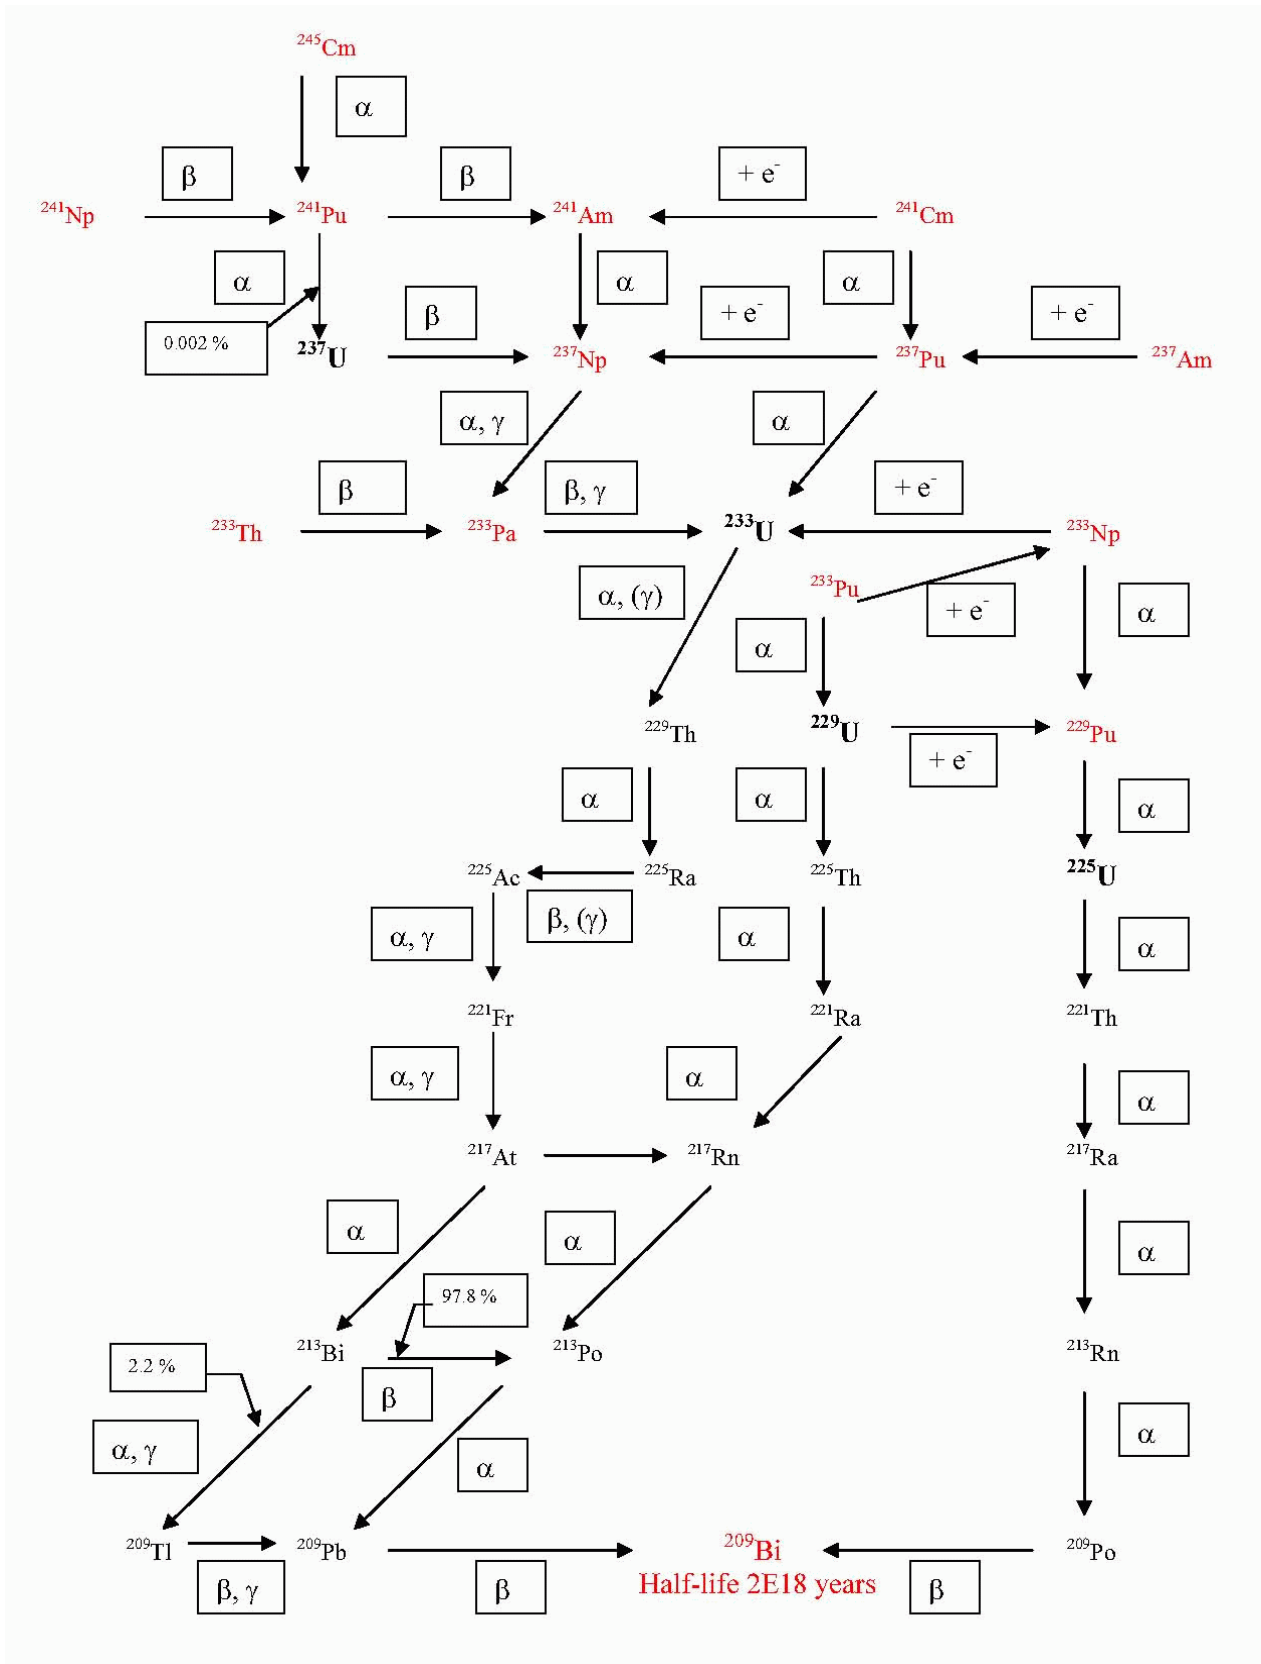 ²⁴⁵Cm
α
β
β
+ e⁻
²⁴¹Np
²⁴¹Pu
²⁴¹Am
²⁴¹Cm
α
α
α
0.002 %
β
+ e⁻
+ e⁻
²³⁷U
²³⁷Np
²³⁷Pu
²³⁷Am
α, γ
α
β
β, γ
+ e⁻
²³³Th
²³³Pa
²³³U
²³³Np
α, (γ)
²³³Pu
+ e⁻
α
α
²²⁹Th
²²⁹U
²²⁹Pu
+ e⁻
α
α
α
²²⁵Ac
²²⁵Ra
²²⁵Th
²²⁵U
β, (γ)
α, γ
α
α
²²¹Fr
²²¹Ra
²²¹Th
α, γ
α
α
²¹⁷At
²¹⁷Rn
²¹⁷Ra
α
α
α
97.8 %
²¹³Bi
²¹³Po
²¹³Rn
2.2 %
β
α, γ
α
α
²⁰⁹Tl
²⁰⁹Pb
²⁰⁹Bi
²⁰⁹Po
Half-life 2E18 years
β, γ
β
β